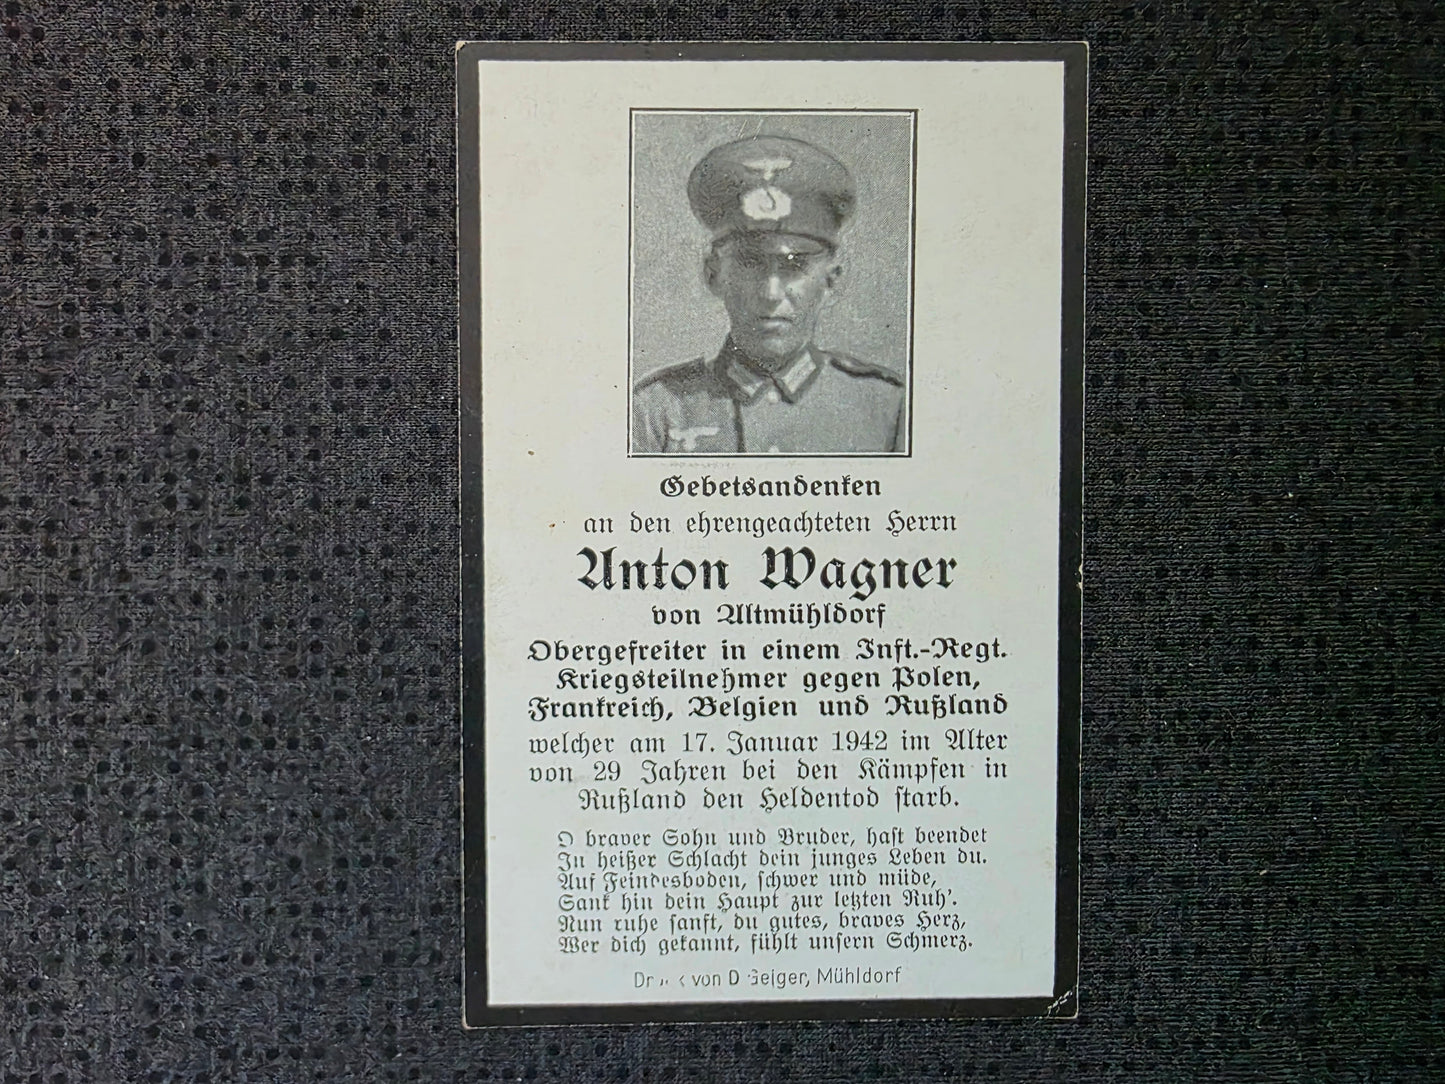 Gebetsandenken
an den ehrengeachteten Herrn
Anton Wagner
von Altmühldorf
Obergefreiter in einem Inft.-Regt.
Kriegsteilnehmer gegen Polen,
Frankreich, Belgien und Rußland
welcher am 17. Januar 1942 im Alter
von 29 Jahren bei den Kämpfen in
Rußland den Heldentod starb.
O braver Sohn und Bruder, hast beendet
In heißer Schlacht dein junges Leben du.
Auf Feindesboden, schwer und müde,
Sank hin dein Haupt zur letzten Ruh'.
Nun ruhe sanft, du gutes, braves Herz,
Wer dich gekannt, fühlt unsern Schmerz.
von D. Geiger, Mühldorf